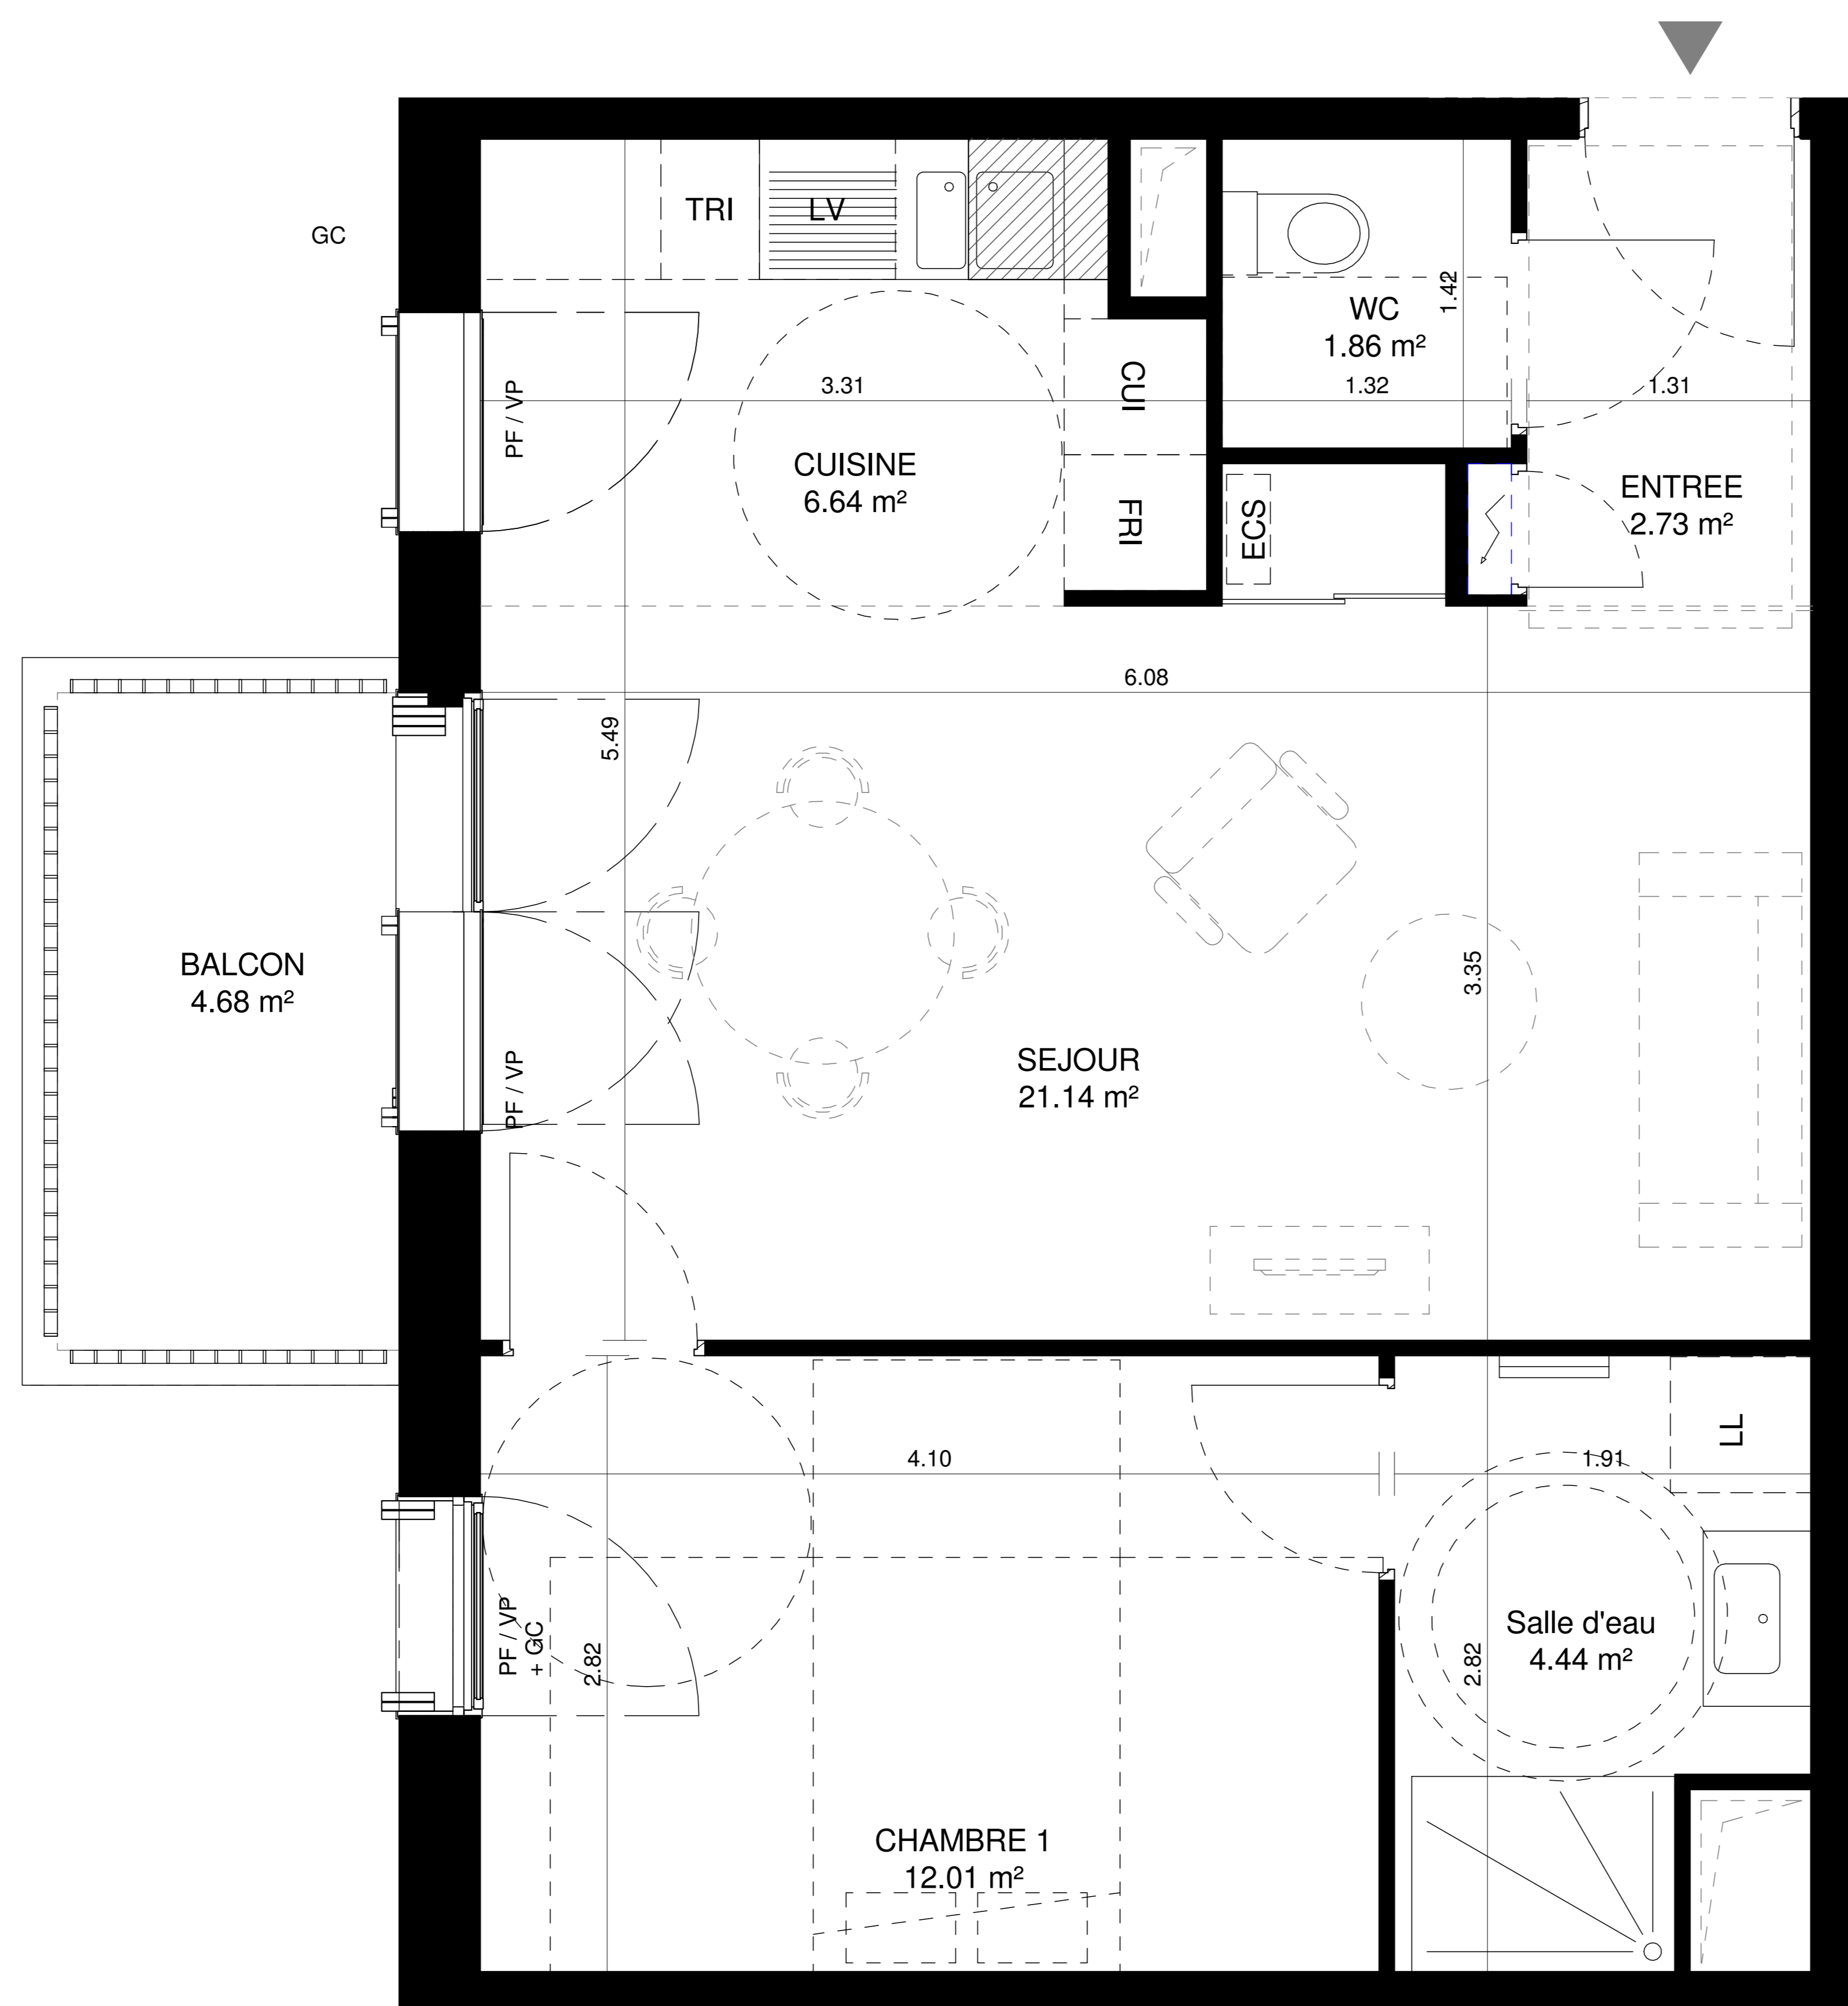 GC
TRI
LV
1.42
WC
1.86 m²
PF / VP
3.31
CUI
1.32
1.31
CUISINE
6.64 m²
ENTREE
2.73 m²
FRI
ECS
6.08
5.49
BALCON
4.68 m²
3.35
SEJOUR
21.14 m²
PF / VP
LL
4.10
1.91
PF / VP
+ GC
2.82
Salle d'eau
4.44 m²
2.82
CHAMBRE 1
12.01 m²